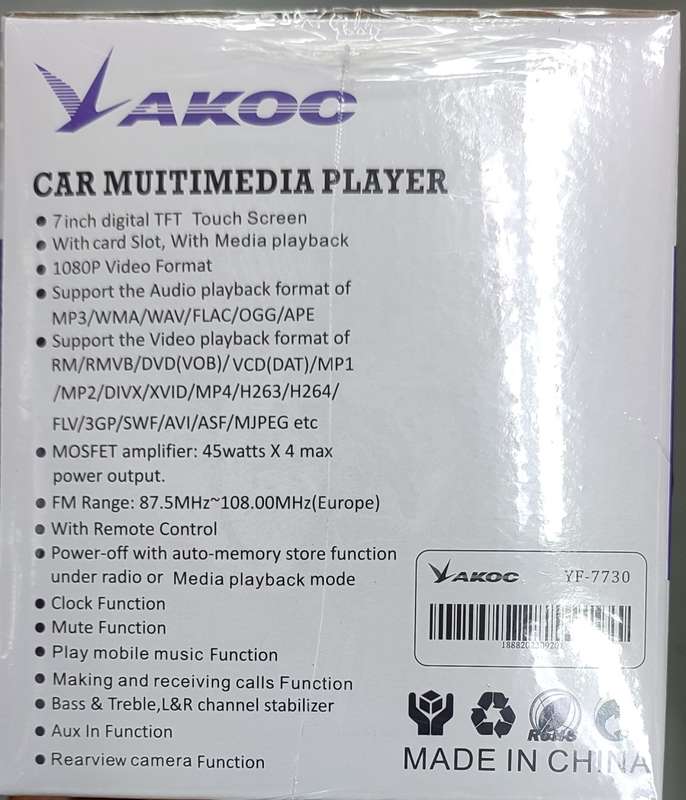 YAKOC
CAR MUITIMEDIA PLAYER
• 7 inch digital TFT Touch Screen
• With card Slot, With Media playback
• 1080P Video Format
• Support the Audio playback format of
MP3/WMA/WAV/FLAC/OGG/APE
• Support the Video playback format of
RM/RMVB/DVD(VOB)/VCD(DAT)/MP1
/MP2/DIVX/XVID/MP4/H263/H264/
FLV/3GP/SWF/AVI/ASF/MJPEG etc
• MOSFET amplifier: 45watts X 4 max
power output.
• FM Range: 87.5MHz~108.00MHz(Europe)
• With Remote Control
• Power-off with auto-memory store function
under radio or Media playback mode
• Clock Function
• Mute Function
• Play mobile music Function
• Making and receiving calls Function
• Bass & Treble,L&R channel stabilizer
• Aux In Function
• Rearview camera Function
YAKOC YF-7730
RoHS
MADE IN CHINA